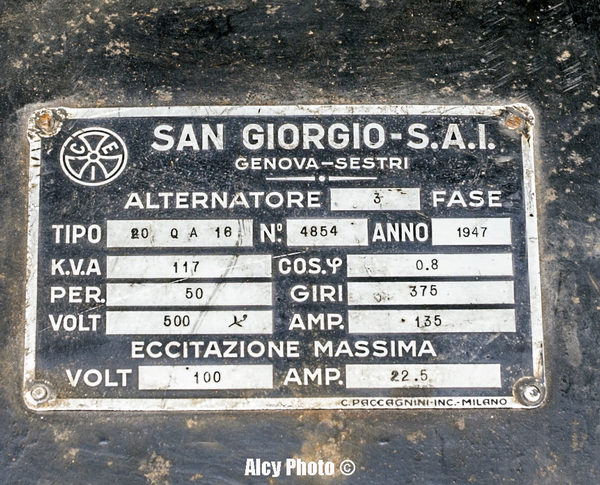 C E I
SAN GIORGIO-S.A.I.
GENOVA-SESTRI
ALTERNATORE 3 FASE
TIPO 20 Q A 16 Nº 4854 ANNO 1947
K.V.A 117 COS.φ 0.8
PER. 50 GIRI 375
VOLT 500 AMP. 135
ECCITAZIONE MASSIMA
VOLT 100 AMP. 22.5
C. PACCAGNINI-INC.-MILANO
Alcy Photo ©